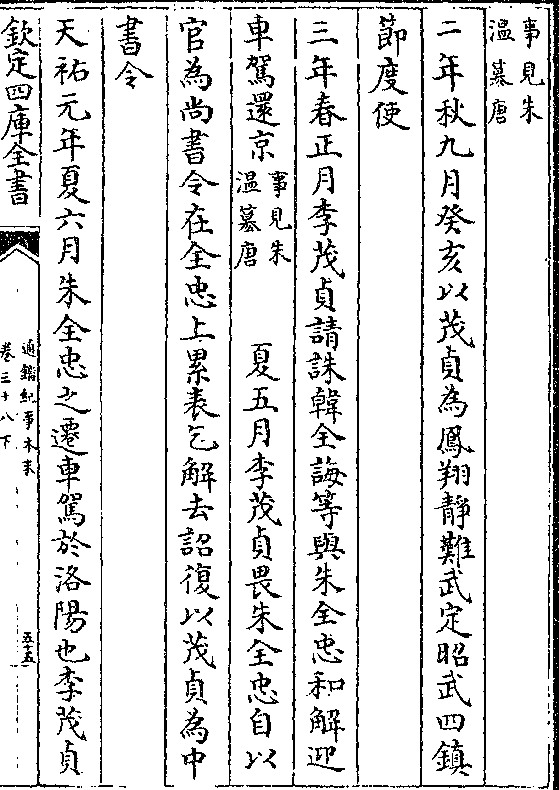 事見朱
温篡唐
二年秋九月癸亥以茂貞為鳳翔靜難武定昭武四鎮
節度使
三年春正月李茂貞請誅韓全誨等與朱全忠和解迎
車駕還京事見朱温篡唐 夏五月李茂貞畏朱全忠自以
官為尚書令在全忠上累表乞解去詔復以茂貞為中
書令
天祐元年夏六月朱全忠之遷車駕於洛陽也李茂貞
欽定四庫全書
通鑑紀事本末
卷三十八下
五十五